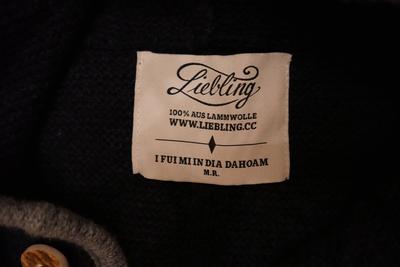 Liebling
100% AUS LAMMWOLLE
WWW.LIEBLING.CC
I FUI MI IN DIA DAHOAM
M.R.